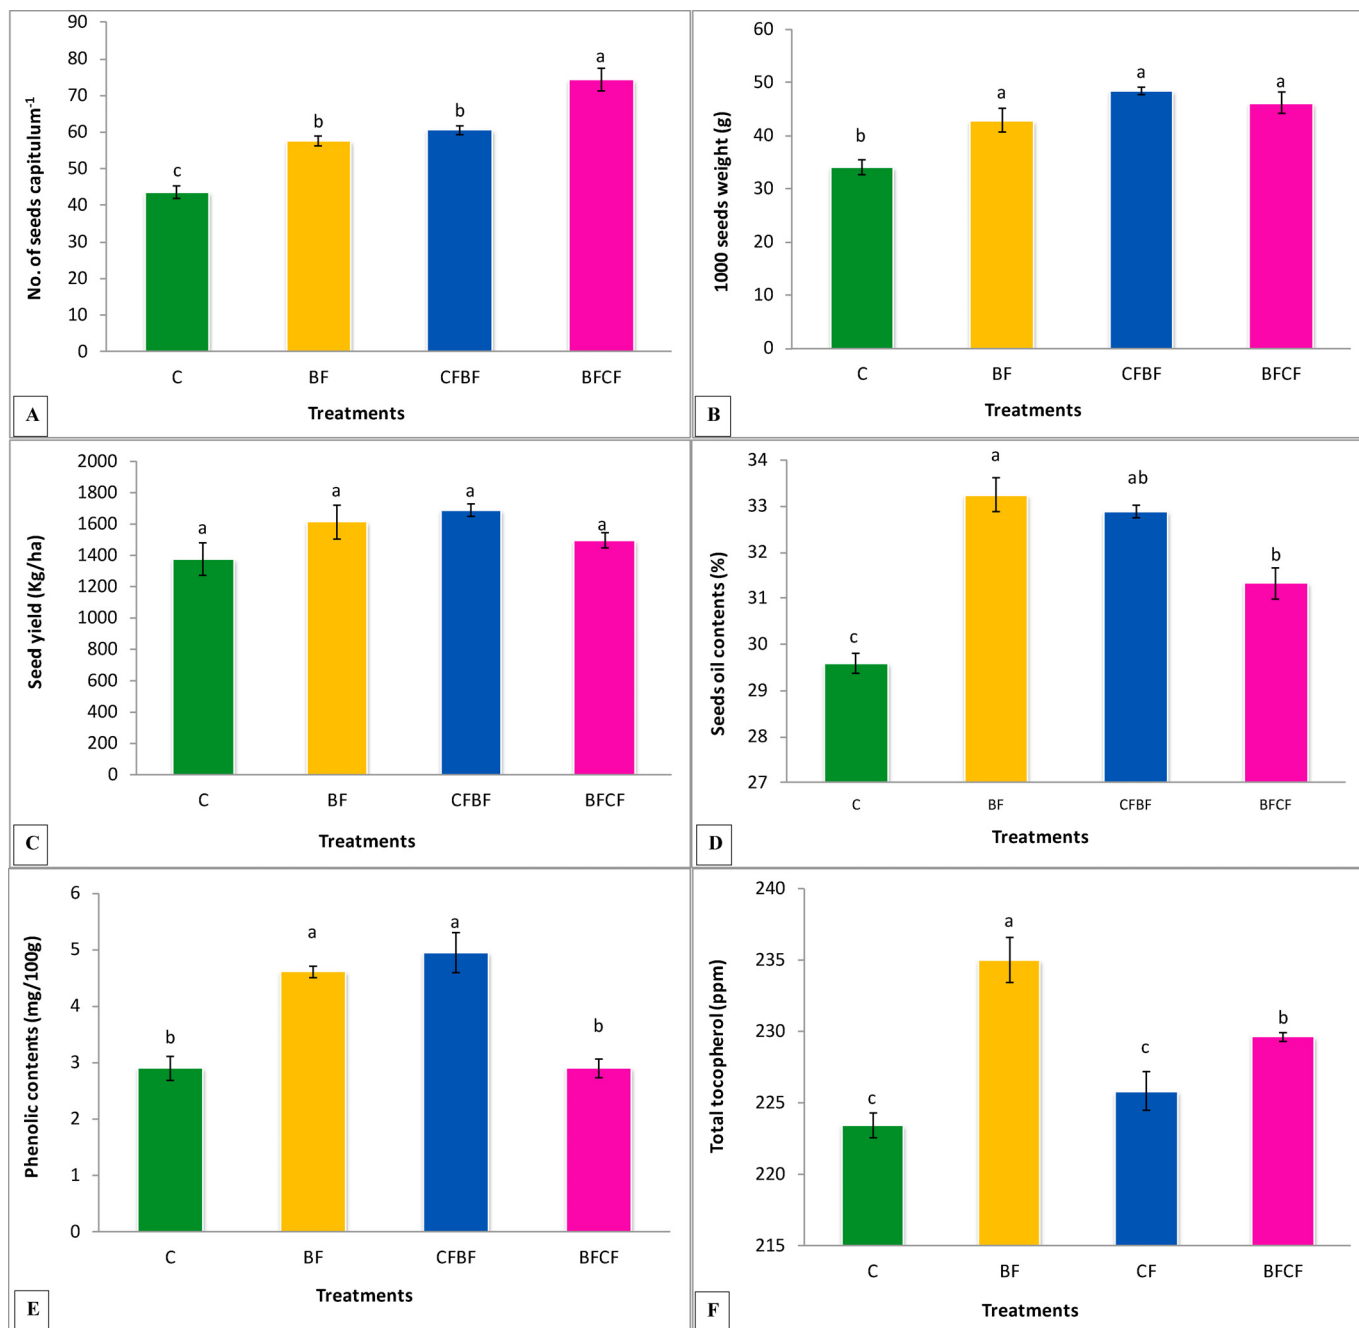 No. of seeds capitulum-1
90
80
70
60
50
40
30
20
10
0
c
b
b
a
C BF CFBF BFCF
Treatments
A
1000 seeds weight (g)
60
50
40
30
20
10
0
b
a
a
a
C BF CFBF BFCF
Treatments
B
Seed yield (Kg/ha)
2000
1800
1600
1400
1200
1000
800
600
400
200
0
a
a
a
a
C BF CFBF BFCF
Treatments
C
Seeds oil contents (%)
34
33
32
31
30
29
28
27
c
a
ab
b
C BF CFBF BFCF
Treatments
D
Phenolic contents (mg/100g)
6
5
4
3
2
1
0
b
a
a
b
C BF CFBF BFCF
Treatments
E
Total tocopherol (ppm)
240
235
230
225
220
215
c
a
c
b
C BF CF BFCF
Treatments
F